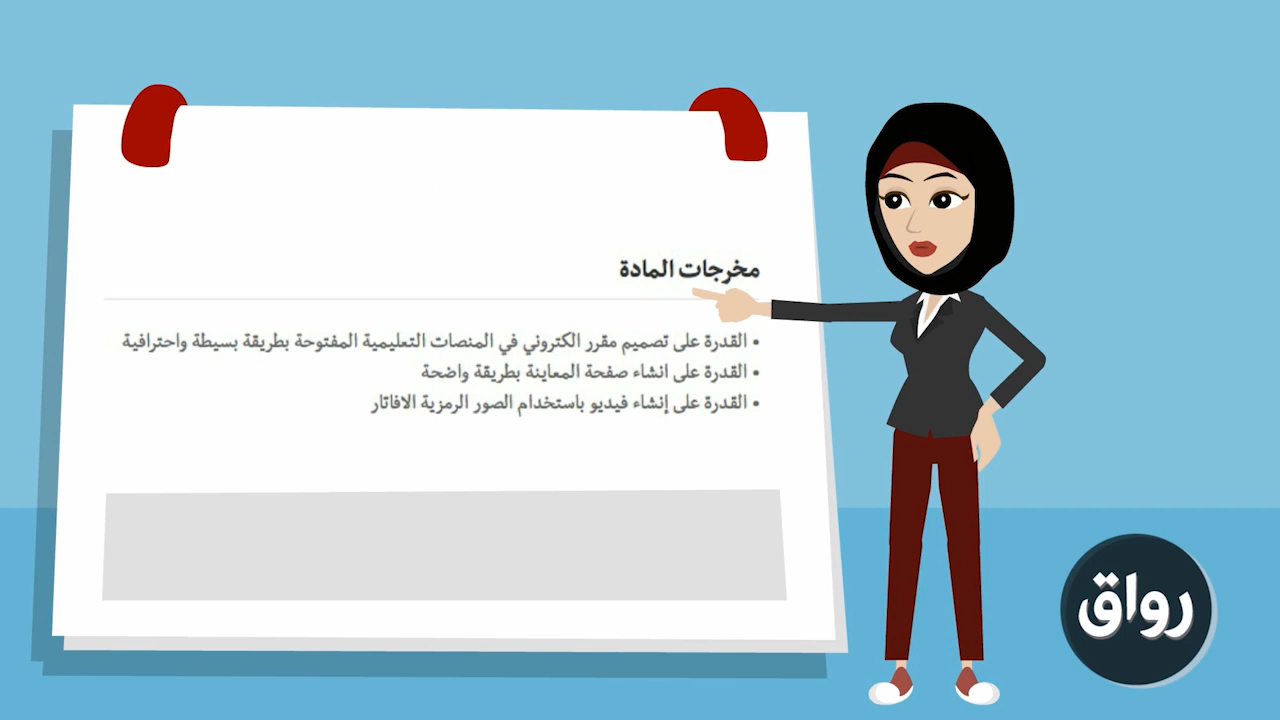 مخرجات المادة
• القدرة على تصميم مقرر الكتروني في المنصات التعليمية المفتوحة بطريقة بسيطة واحترافية
• القدرة على انشاء صفحة المعاينة بطريقة واضحة
• القدرة على إنشاء فيديو باستخدام الصور الرمزية الافاتار
رواق